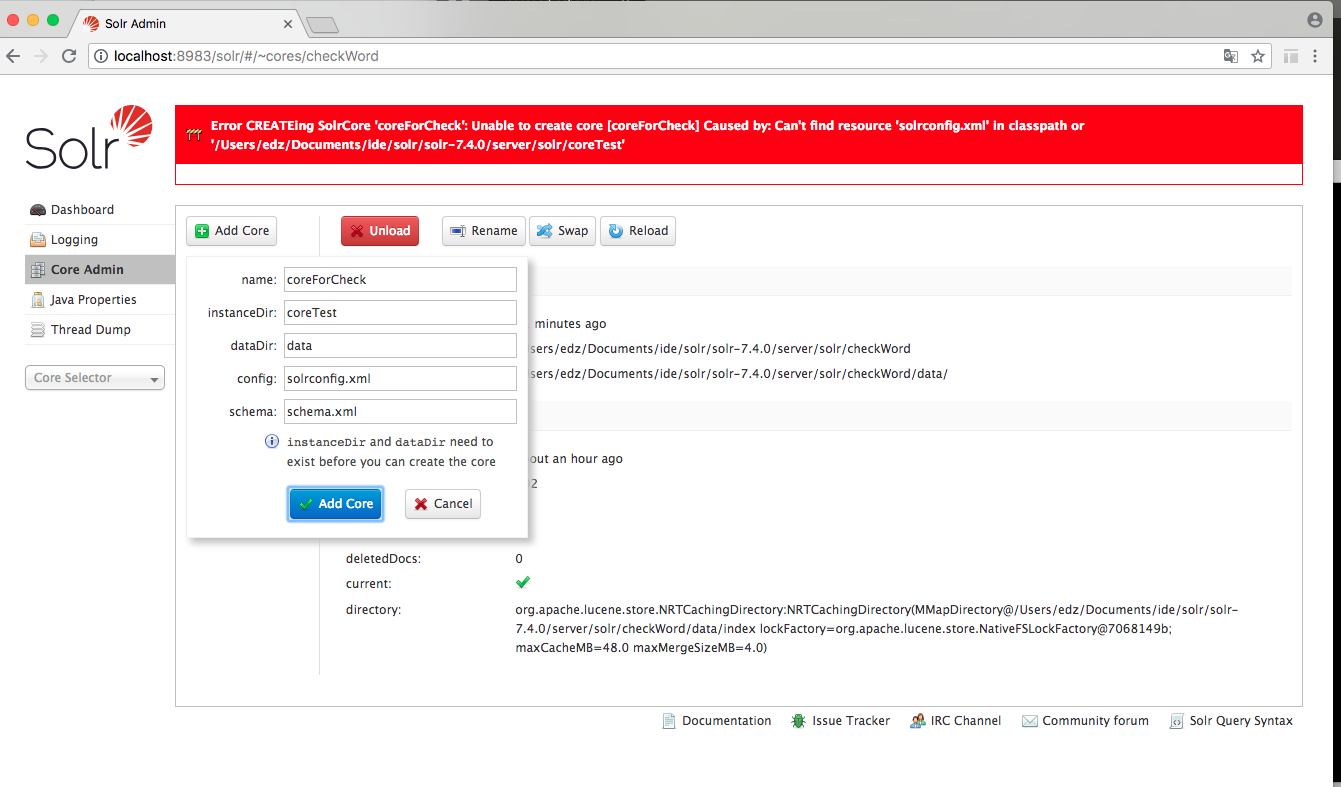 Solr Admin
localhost:8983/solr/#/~cores/checkWord
Solr
Error CREATEing SolrCore 'coreForCheck': Unable to create core [coreForCheck] Caused by: Can't find resource 'solrconfig.xml' in classpath or
'/Users/edz/Documents/ide/solr/solr-7.4.0/server/solr/coreTest'
Dashboard
Logging
Core Admin
Java Properties
Thread Dump
Core Selector
Add Core
Unload
Rename
Swap
Reload
name: coreForCheck
instanceDir: coreTest
dataDir: data
config: solrconfig.xml
schema: schema.xml
instanceDir and dataDir need to
exist before you can create the core
Add Core
Cancel
minutes ago
sers/edz/Documents/ide/solr/solr-7.4.0/server/solr/checkWord
sers/edz/Documents/ide/solr/solr-7.4.0/server/solr/checkWord/data/
out an hour ago
2
deletedDocs: 0
current:
directory: org.apache.lucene.store.NRTCachingDirectory:NRTCachingDirectory(MMapDirectory@/Users/edz/Documents/ide/solr/solr-
7.4.0/server/solr/checkWord/data/index lockFactory=org.apache.lucene.store.NativeFSLockFactory@7068149b;
maxCacheMB=48.0 maxMergeSizeMB=4.0)
Documentation
Issue Tracker
IRC Channel
Community forum
Solr Query Syntax